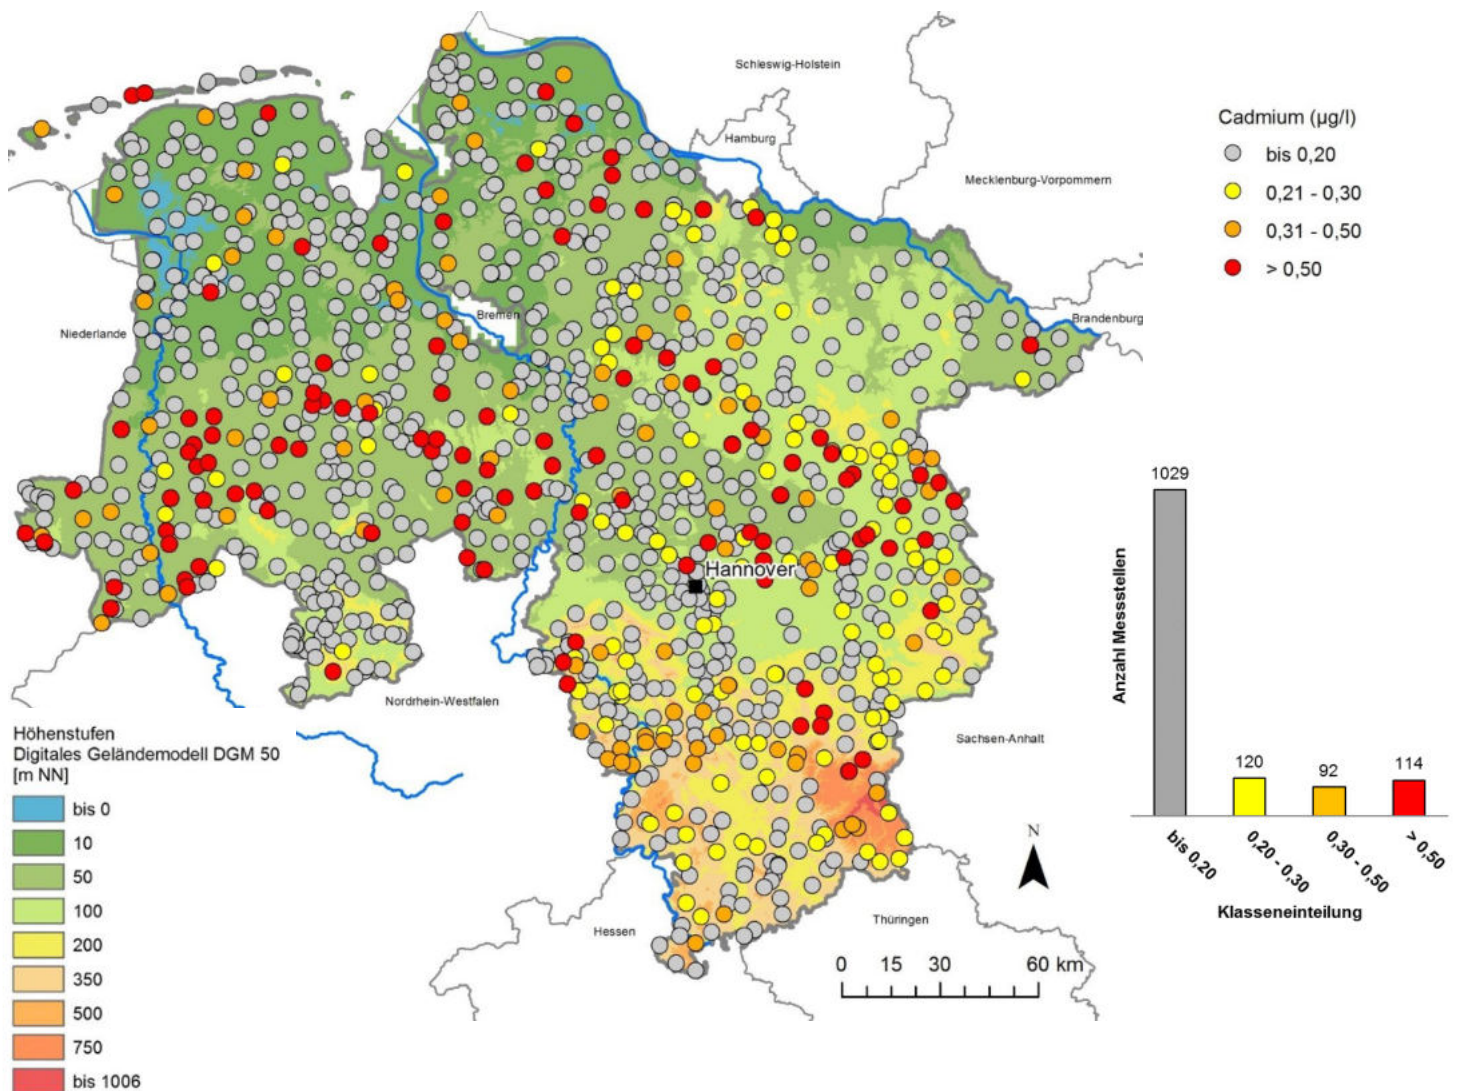 Schleswig-Holstein
Hamburg
Mecklenburg-Vorpommern
Niederlande
Bremen
Brandenburg
Hannover
Nordrhein-Westfalen
Sachsen-Anhalt
Hessen
Thüringen
N
0 15 30 60 km
Cadmium (µg/l)
bis 0,20
0,21 - 0,30
0,31 - 0,50
> 0,50
Anzahl Messstellen
1029
120
92
114
bis 0,20
0,20 - 0,30
0,30 - 0,50
> 0,50
Klasseneinteilung
Höhenstufen
Digitales Geländemodell DGM 50
[m NN]
bis 0
10
50
100
200
350
500
750
bis 1006